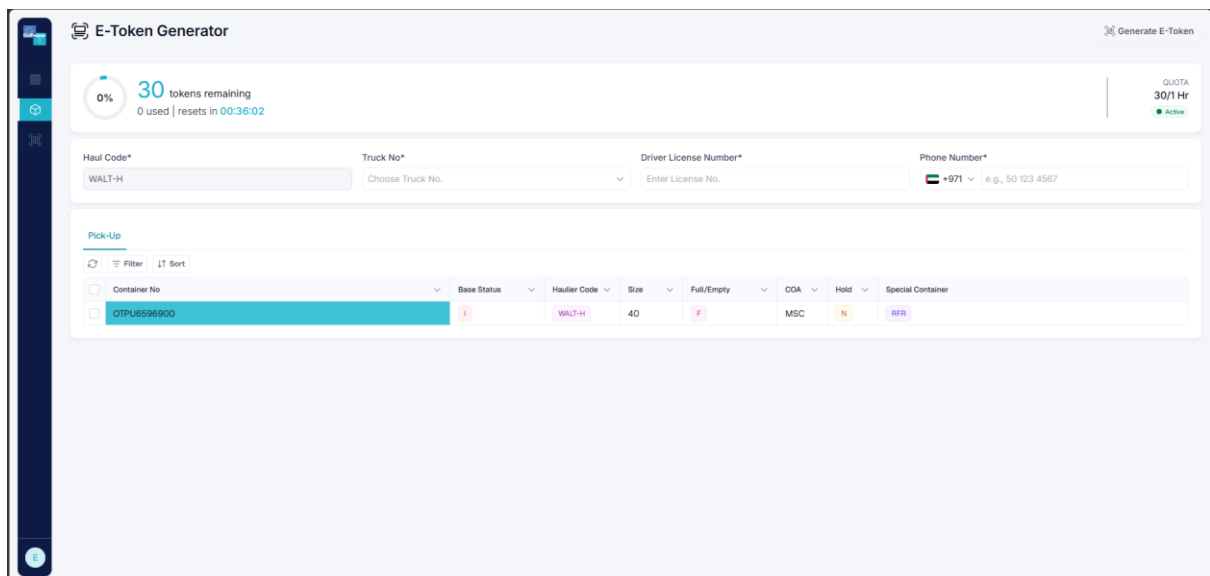 E-Token Generator
Generate E-Token
0%
30 tokens remaining
0 used | resets in 00:36:02
QUOTA
30/1 Hr
Active
Haul Code*
Truck No*
Driver License Number*
Phone Number*
WALT-H
Choose Truck No.
Enter License No.
+971
e.g., 50 123 4567
Pick-Up
Filter
Sort
Container No
Base Status
Haulier Code
Size
Full/Empty
COA
Hold
Special Container
OTPU6596900
I
WALT-H
40
F
MSC
N
RFR
E